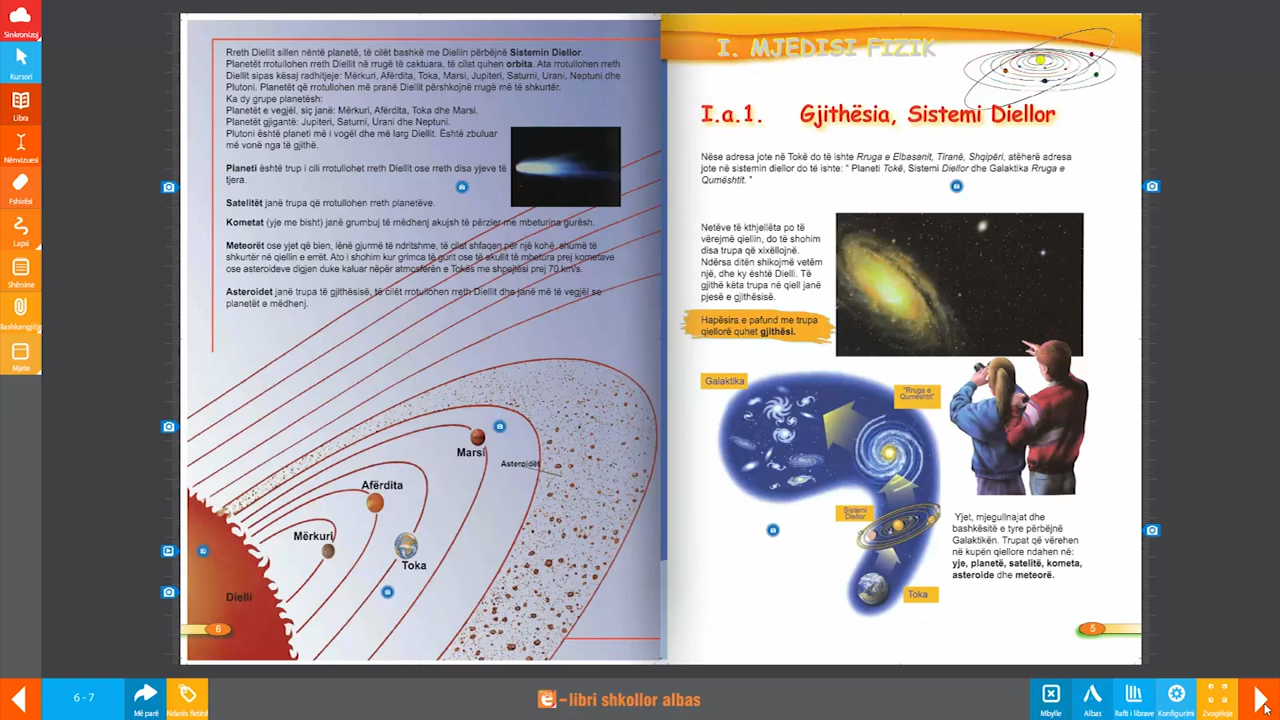 Sinkronizoj
Kursori
Libra
Nënvizuesi
Fshirësi
Lapsi
Shënime
Bashkangjitje
Mjete
Rreth Diellit sillen nëntë planetë, të cilët bashkë me Diellin përbëjnë Sistemin Diellor.
Planetët rrotullohen rreth Diellit në rrugë të caktuara, të cilat quhen orbita. Ata rrotullohen rreth
Diellit sipas kësaj radhitjeje: Mërkuri, Afërdita, Toka, Marsi, Jupiteri, Saturni, Urani, Neptuni dhe
Plutoni. Planetët që rrotullohen më pranë Diellit përshkojnë rrugë më të shkurtër.
Ka dy grupe planetësh:
Planetët e vegjël, siç janë: Mërkuri, Afërdita, Toka dhe Marsi.
Planetët gjigantë: Jupiteri, Saturni, Urani dhe Neptuni.
Plutoni është planeti më i vogël dhe më larg Diellit. Është zbuluar
më vonë nga të gjithë.
Planeti është trup i cili rrotullohet rreth Diellit ose rreth disa yjeve të
tjera.
Satelitët janë trupa që rrotullohen rreth planetëve.
Kometat (yje me bisht) janë grumbuj të mëdhenj akujsh të përzier me mbeturina gurësh.
Meteorët ose yjet që bien, lënë gjurmë të ndritshme, të cilat shfaqen për një kohë, shumë të
shkurtër në qiellin e errët. Ato i shohim kur grimca të gurit ose të akullit të mbetura prej kometave
ose asteroideve digjen duke kaluar nëpër atmosferën e Tokës me shpejtësi prej 70 km/s.
Asteroidet janë trupa të gjithësisë, të cilët rrotullohen rreth Diellit dhe janë më të vegjël se
planetët e mëdhenj.
Marsi
Asteroidët
Afërdita
Mërkuri
Toka
Dielli
6
I. MJEDISI FIZIK
I.a.1. Gjithësia, Sistemi Diellor
Nëse adresa jote në Tokë do të ishte Rruga e Elbasanit, Tiranë, Shqipëri, atëherë adresa
jote në sistemin diellor do të ishte: " Planeti Tokë, Sistemi Diellor dhe Galaktika Rruga e
Qumështit. "
Netëve të kthjellëta po të
vërejmë qiellin, do të shohim
disa trupa që xixëllojnë.
Ndërsa ditën shikojmë vetëm
një, dhe ky është Dielli. Të
gjithë këta trupa në qiell janë
pjesë e gjithësisë.
Hapësira e pafund me trupa
qiellorë quhet gjithësi.
Galaktika
"Rruga e
Qumështit"
Sistemi
Diellor
Toka
Yjet, mjegullnajat dhe
bashkësitë e tyre përbëjnë
Galaktikën. Trupat që vërehen
në kupën qiellore ndahen në:
yje, planetë, satelitë, kometa,
asteroide dhe meteorë.
5
6 - 7
Më parë
Ndarës fletësh
e-libri shkollor albas
Mbylle
Albas
Rafti i librave
Konfigurimi
Zvogëloje